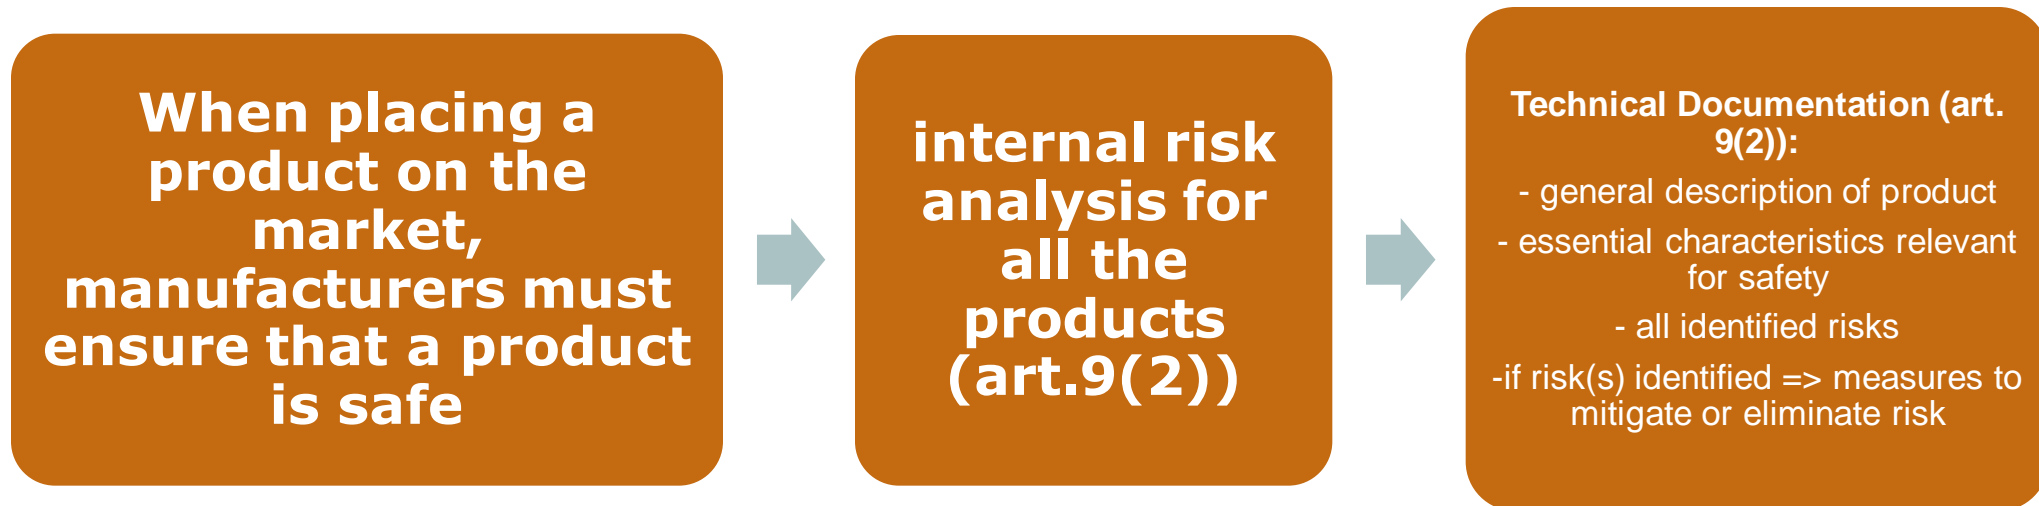 When placing a
product on the
market,
manufacturers must
ensure that a product
is safe
internal risk
analysis for
all the
products
(art.9(2))
Technical Documentation (art.
9(2)):
- general description of product
- essential characteristics relevant
for safety
- all identified risks
-if risk(s) identified => measures to
mitigate or eliminate risk